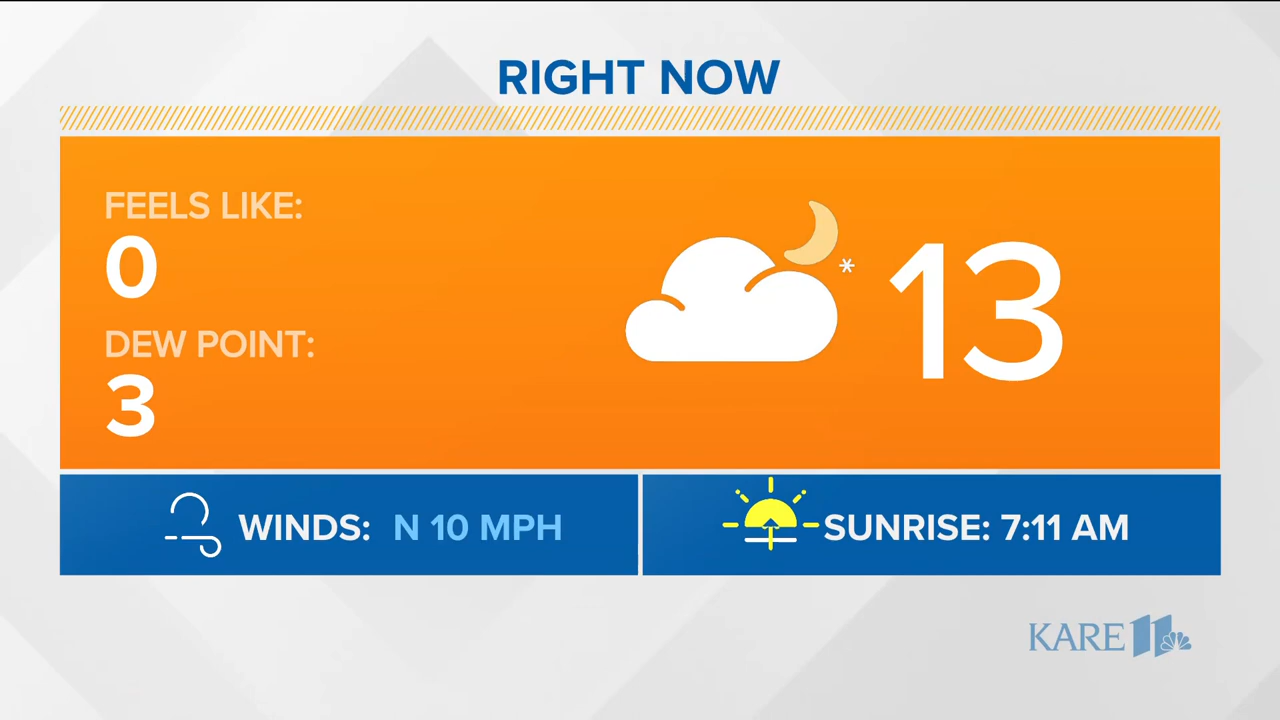 RIGHT NOW
FEELS LIKE:
0
DEW POINT:
3
13
WINDS: N 10 MPH
SUNRISE: 7:11 AM
KARE 11